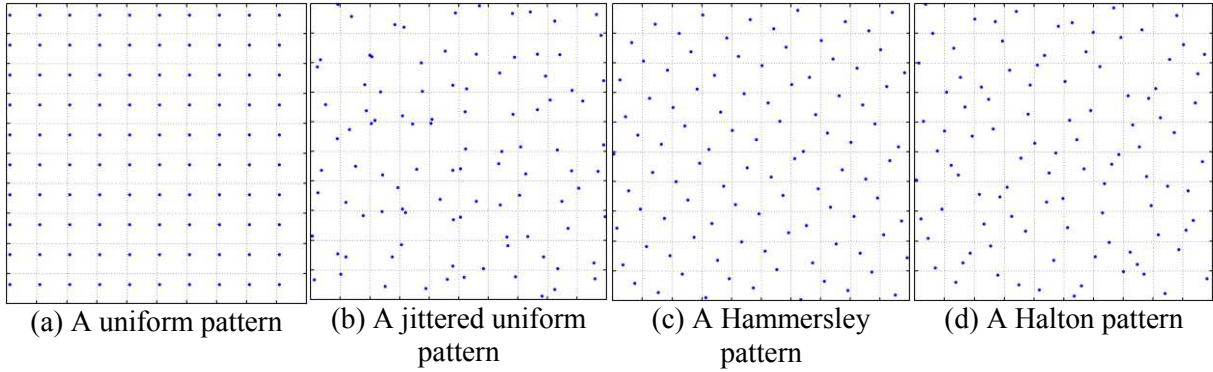 (a) A uniform pattern
(b) A jittered uniform
pattern
(c) A Hammersley
pattern
(d) A Halton pattern